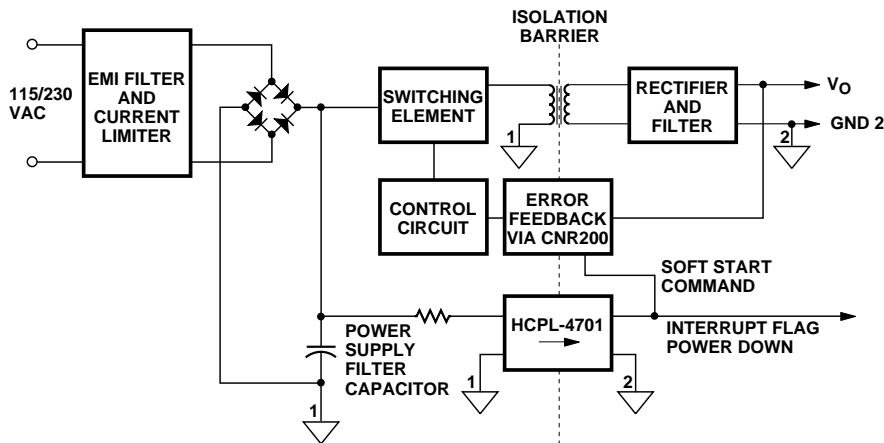 ISOLATION
BARRIER
115/230
VAC
EMI FILTER
AND
CURRENT
LIMITER
SWITCHING
ELEMENT
1
RECTIFIER
AND
FILTER
VO
GND 2
2
CONTROL
CIRCUIT
ERROR
FEEDBACK
VIA CNR200
SOFT START
COMMAND
POWER
SUPPLY
FILTER
CAPACITOR
HCPL-4701
INTERRUPT FLAG
POWER DOWN
1
1
2